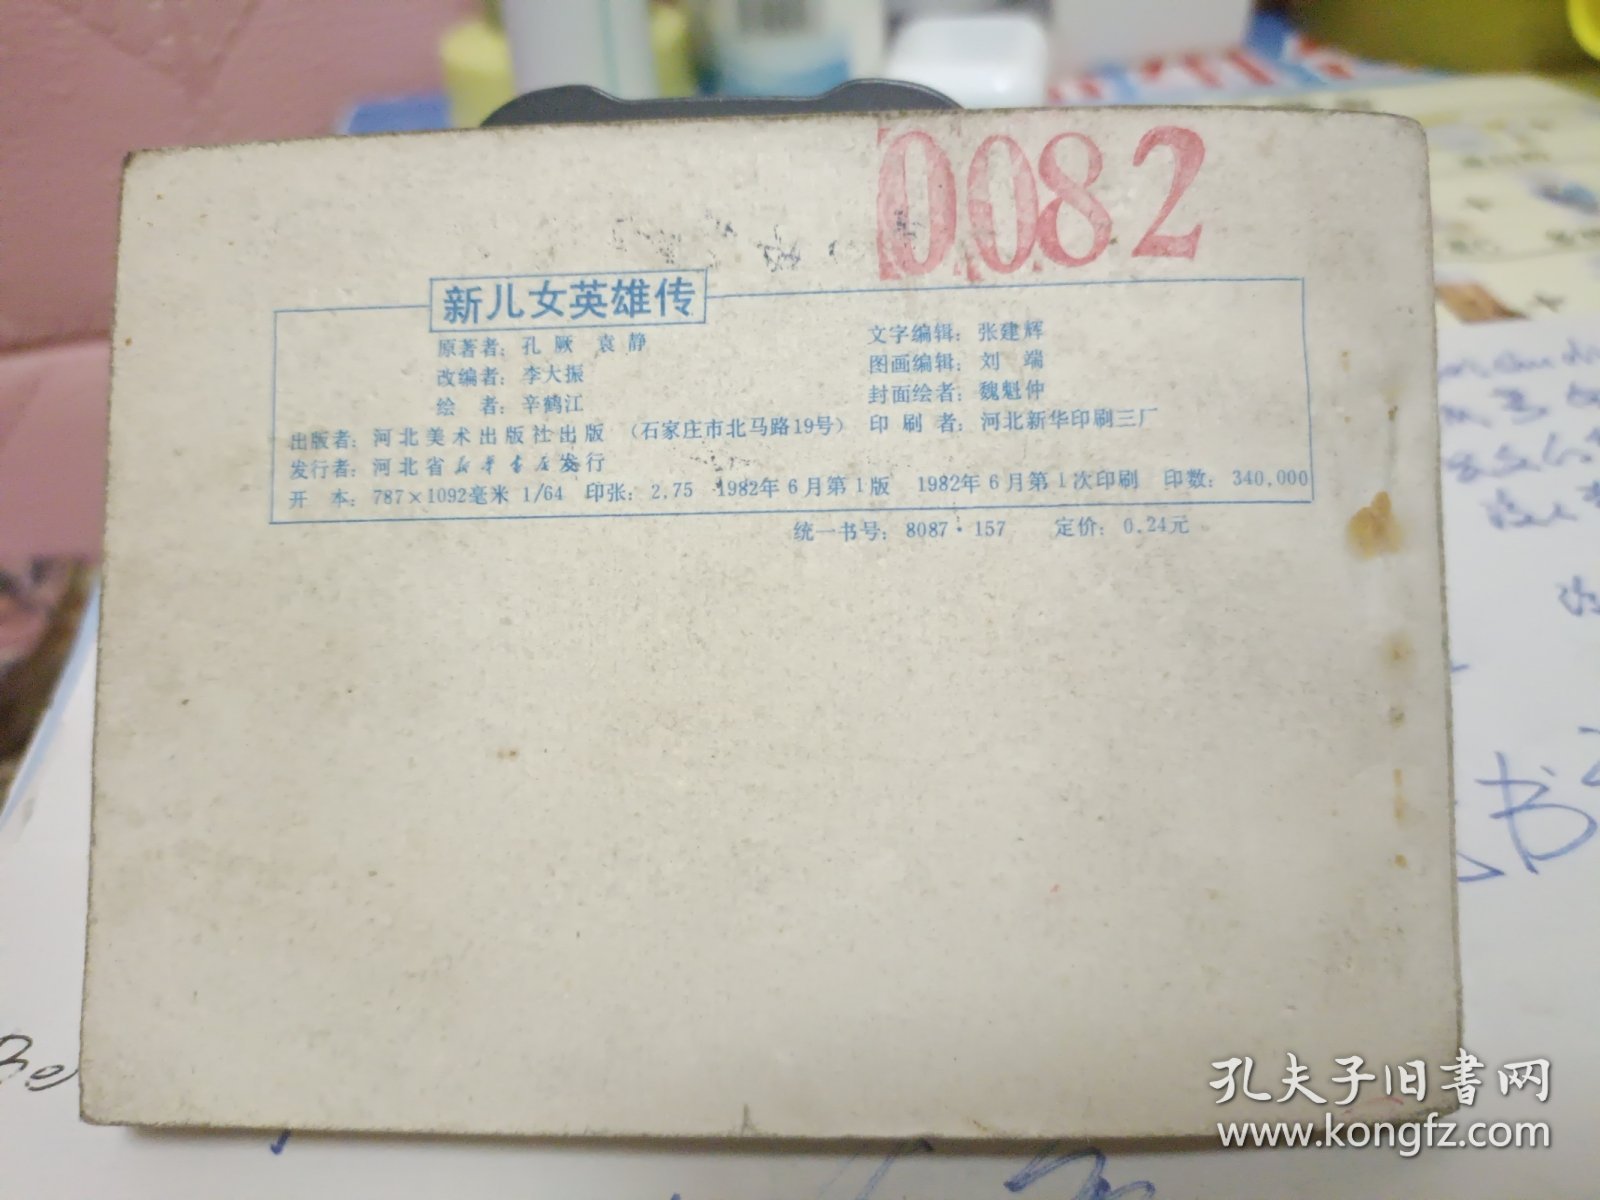 0082
新儿女英雄传
原著者：孔厥 袁静
改编者：李大振
绘 者：辛鹤江
文字编辑：张建辉
图画编辑：刘 端
封面绘者：魏魁仲
出版者：河北美术出版社出版 （石家庄市北马路19号） 印刷者：河北新华印刷三厂
发行者：河北省新华书店发行
开 本：787×1092毫米 1/64 印张：2.75 1982年6月第1版 1982年6月第1次印刷 印数：340,000
统一书号：8087·157 定价：0.24元
书
Be
孔夫子旧书网
www.kongfz.com